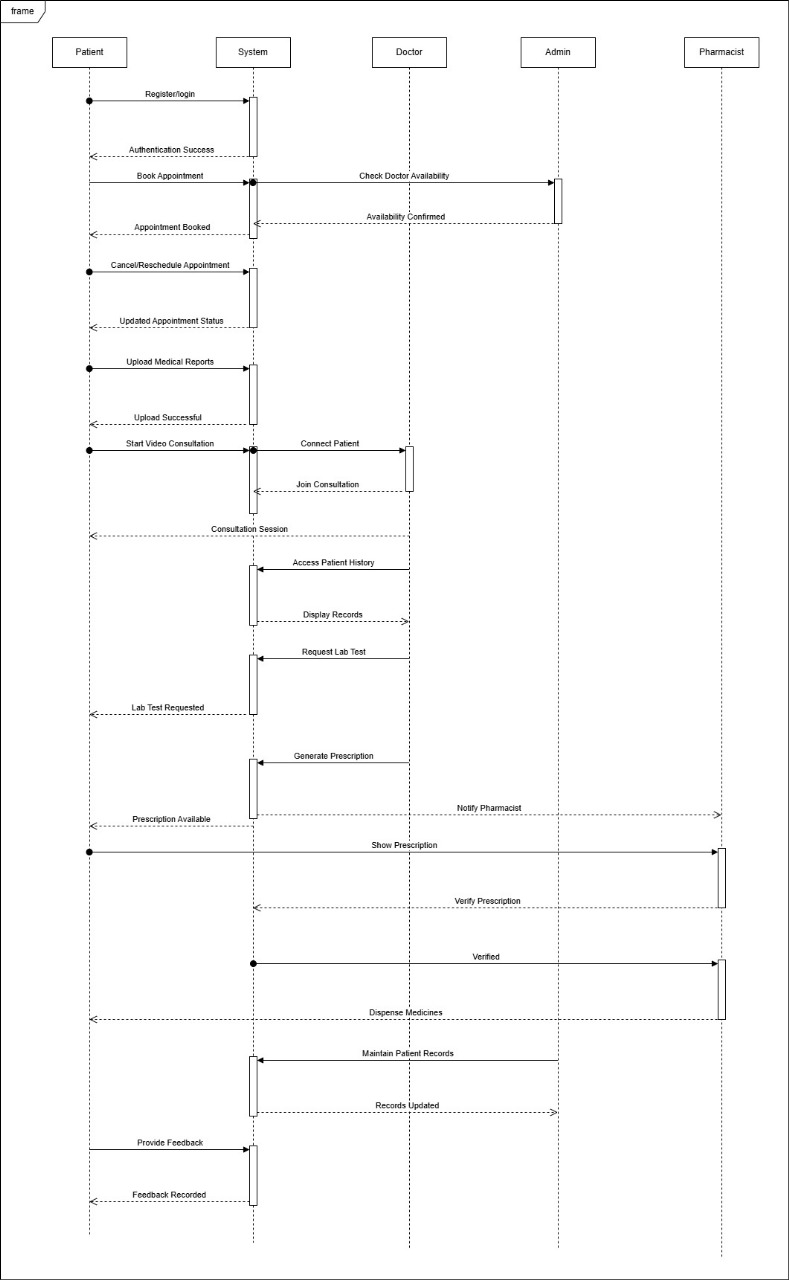 frame
Patient
System
Doctor
Admin
Pharmacist
Register/login
Authentication Success
Book Appointment
Check Doctor Availability
Availability Confirmed
Appointment Booked
Cancel/Reschedule Appointment
Updated Appointment Status
Upload Medical Reports
Upload Successful
Start Video Consultation
Connect Patient
Join Consultation
Consultation Session
Access Patient History
Display Records
Request Lab Test
Lab Test Requested
Generate Prescription
Notify Pharmacist
Prescription Available
Show Prescription
Verify Prescription
Verified
Dispense Medicines
Maintain Patient Records
Records Updated
Provide Feedback
Feedback Recorded